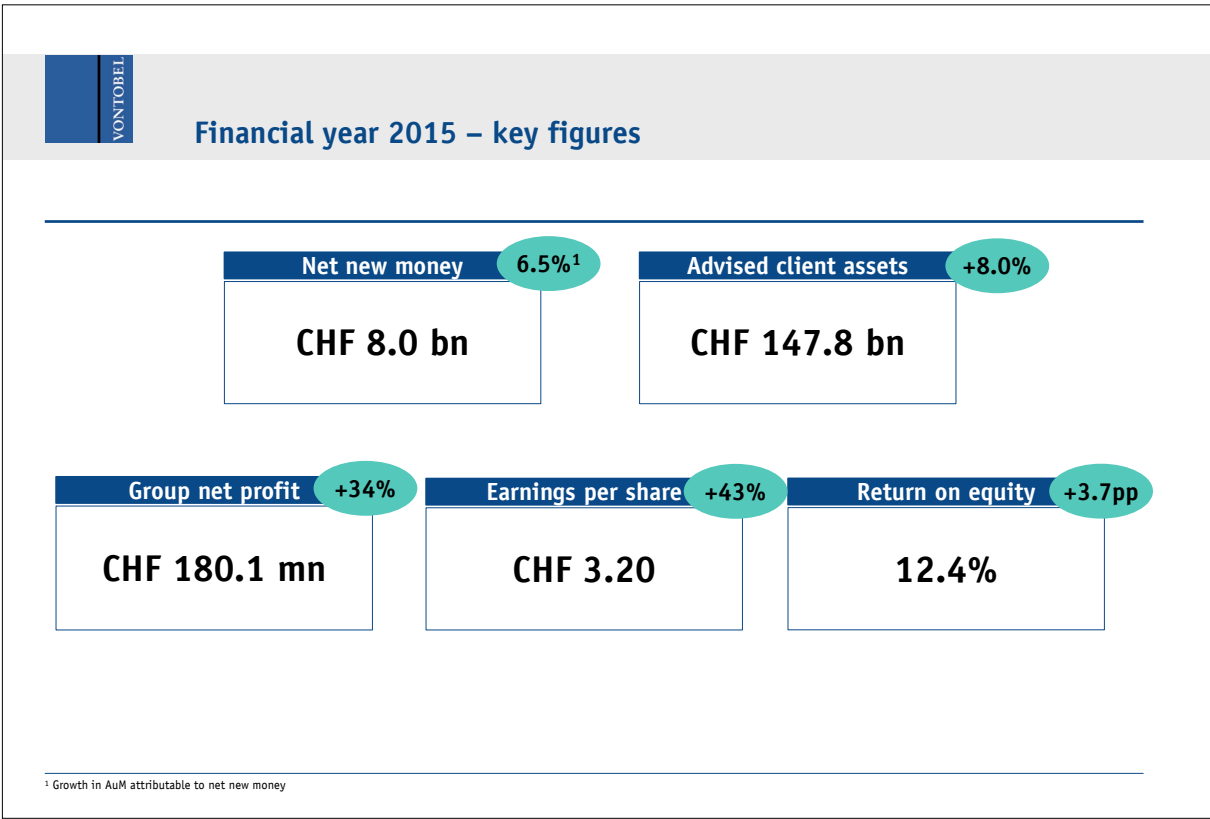 VONTOBEL
Financial year 2015 – key figures
Net new money
6.5%¹
CHF 8.0 bn
Advised client assets
+8.0%
CHF 147.8 bn
Group net profit
+34%
CHF 180.1 mn
Earnings per share
+43%
CHF 3.20
Return on equity
+3.7pp
12.4%
¹ Growth in AuM attributable to net new money